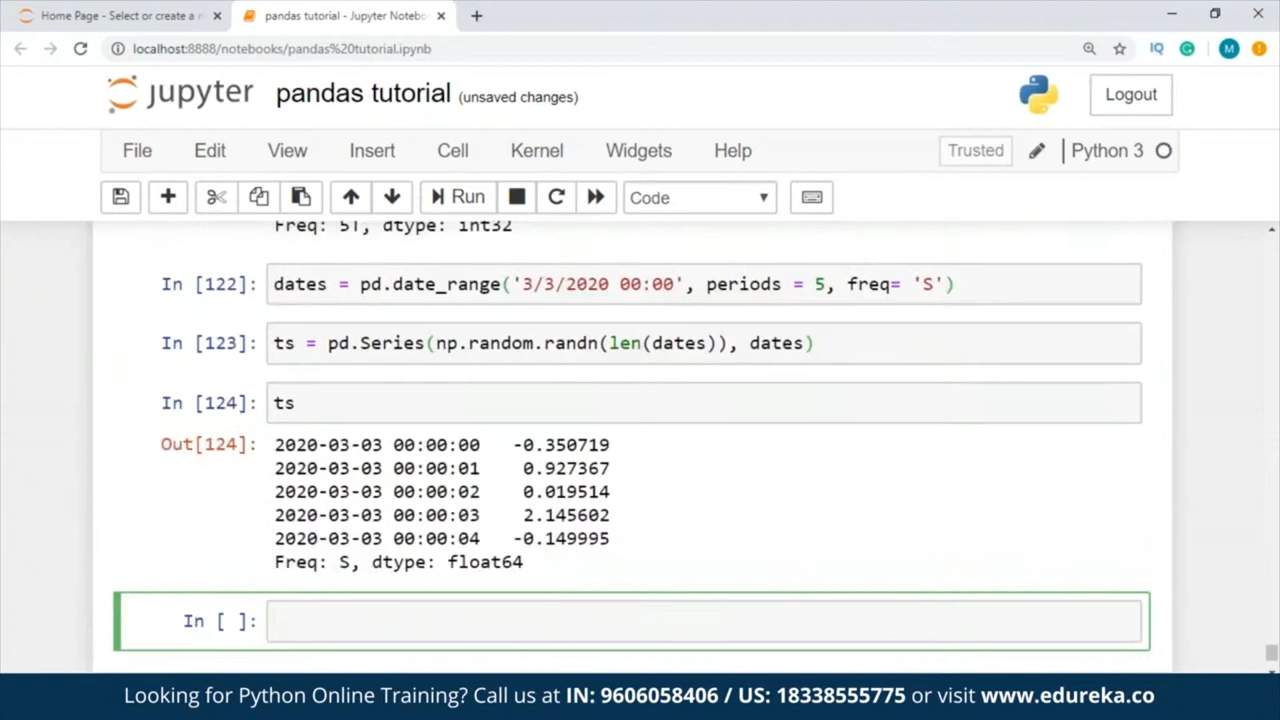 Home Page - Select or create a n
pandas tutorial - Jupyter Notebo
localhost:8888/notebooks/pandas%20tutorial.ipynb
IQ
G
M
jupyter pandas tutorial (unsaved changes)
Logout
File Edit View Insert Cell Kernel Widgets Help
Trusted
Python 3
Run
Code
Freq: 5T, dtype: int32
In [122]: dates = pd.date_range('3/3/2020 00:00', periods = 5, freq= 'S')
In [123]: ts = pd.Series(np.random.randn(len(dates)), dates)
In [124]: ts
Out[124]: 2020-03-03 00:00:00 -0.350719
2020-03-03 00:00:01 0.927367
2020-03-03 00:00:02 0.019514
2020-03-03 00:00:03 2.145602
2020-03-03 00:00:04 -0.149995
Freq: S, dtype: float64
In [ ]:
Looking for Python Online Training? Call us at IN: 9606058406 / US: 18338555775 or visit www.edureka.co